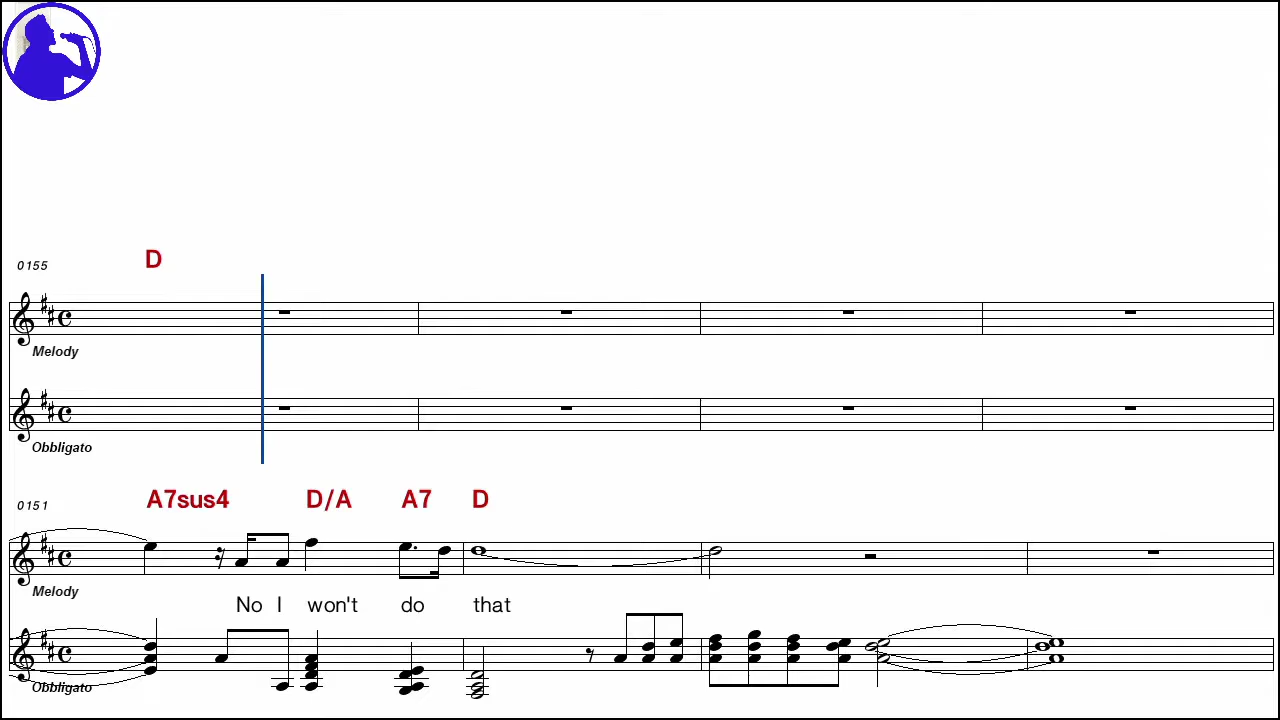 D
0155
Melody
Obbligato
A7sus4 D/A A7 D
0151
Melody
No I won't do that
Obbligato